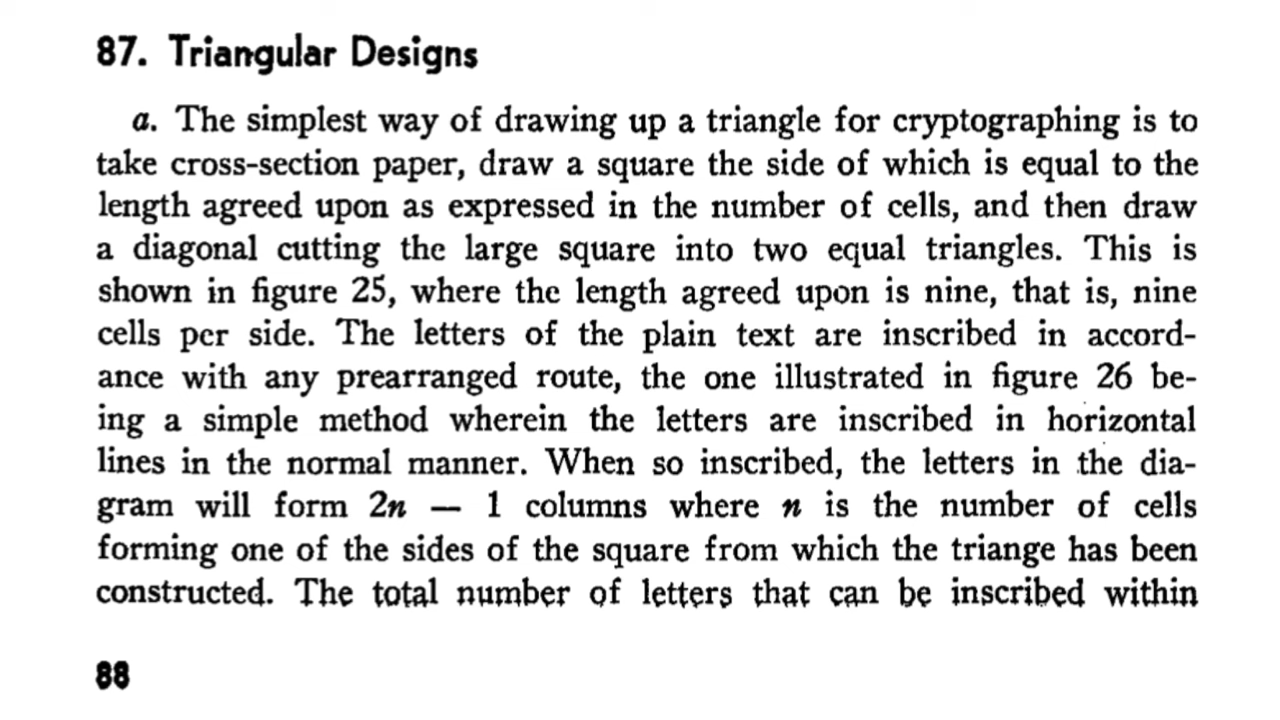 87. Triangular Designs
a. The simplest way of drawing up a triangle for cryptographing is to
take cross-section paper, draw a square the side of which is equal to the
length agreed upon as expressed in the number of cells, and then draw
a diagonal cutting the large square into two equal triangles. This is
shown in figure 25, where the length agreed upon is nine, that is, nine
cells per side. The letters of the plain text are inscribed in accord-
ance with any prearranged route, the one illustrated in figure 26 be-
ing a simple method wherein the letters are inscribed in horizontal
lines in the normal manner. When so inscribed, the letters in the dia-
gram will form 2n — 1 columns where n is the number of cells
forming one of the sides of the square from which the triange has been
constructed. The total number of letters that can be inscribed within
88